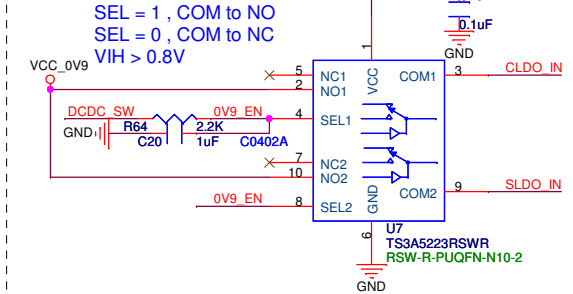 SEL = 1 , COM to NO
SEL = 0 , COM to NC
VIH > 0.8V
0.1uF
GND
VCC_0V9
1
VCC
5
NC1
COM1
3
CLDO_IN
2
NO1
DCDC_SW
0V9_EN
4
SEL1
R64
2.2K
GND
C20
1uF
C0402A
7
NC2
10
NO2
COM2
9
SLDO_IN
0V9_EN
8
SEL2
GND
6
U7
TS3A5223RSWR
RSW-R-PUQFN-N10-2
GND